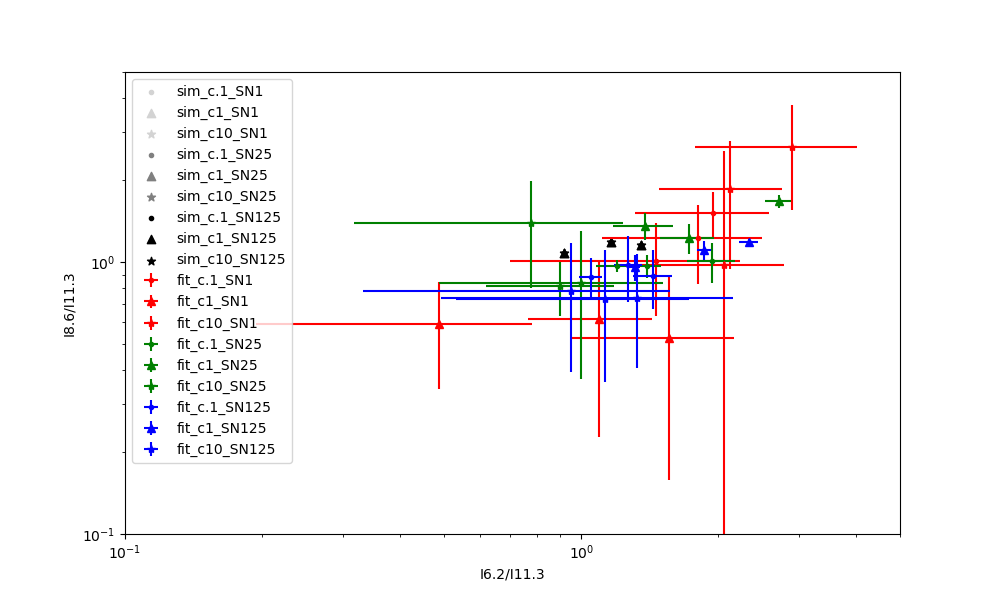 sim_c.1_SN1
sim_c1_SN1
sim_c10_SN1
sim_c.1_SN25
sim_c1_SN25
sim_c10_SN25
sim_c.1_SN125
sim_c1_SN125
sim_c10_SN125
fit_c.1_SN1
fit_c1_SN1
fit_c10_SN1
fit_c.1_SN25
fit_c1_SN25
fit_c10_SN25
fit_c.1_SN125
fit_c1_SN125
fit_c10_SN125
10⁰
I8.6/I11.3
10⁻¹
10⁻¹ 10⁰
I6.2/I11.3